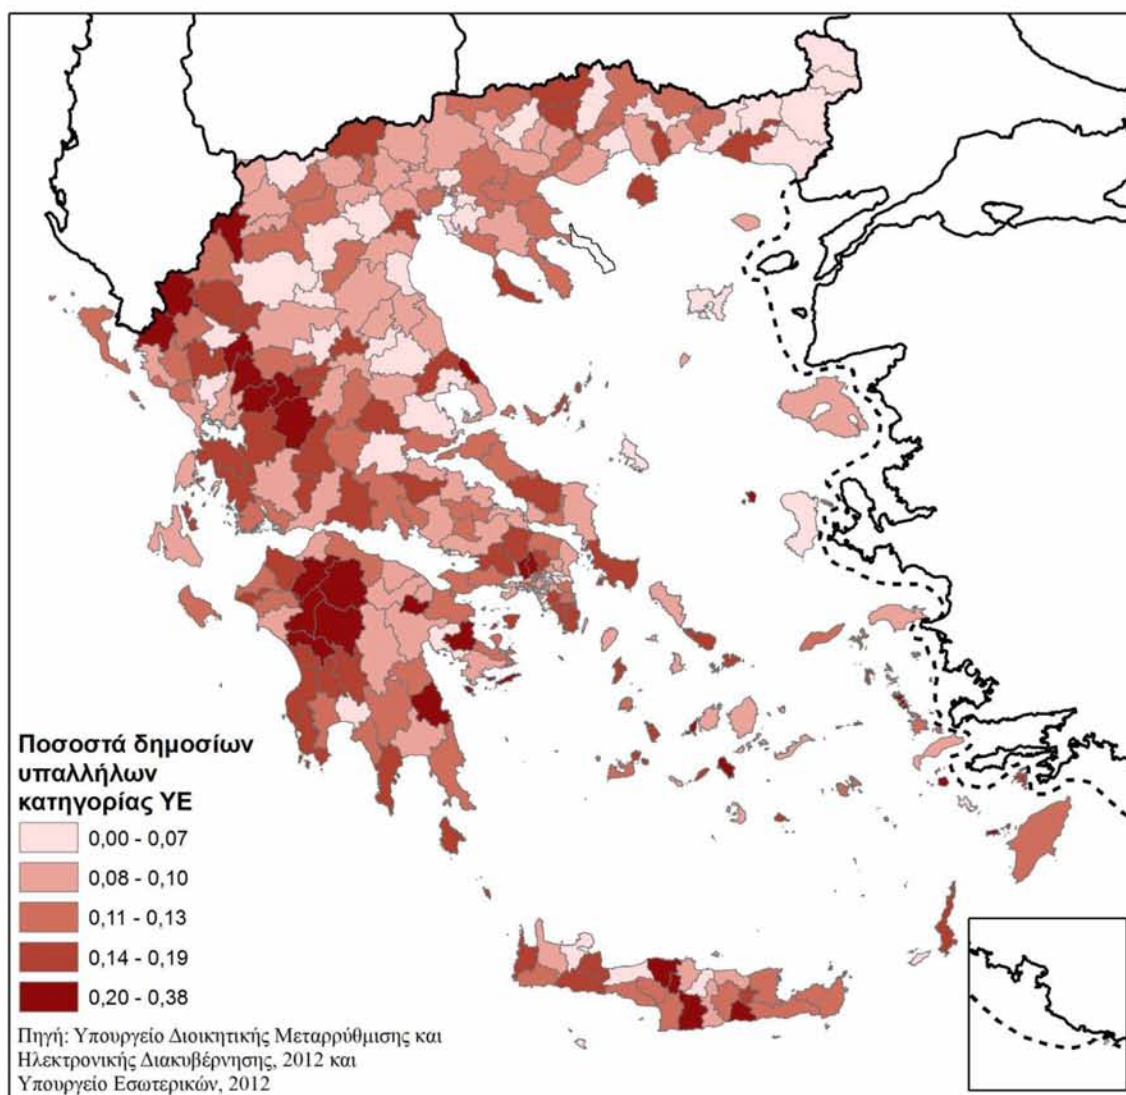 Ποσοστά δημοσίων
υπαλλήλων
κατηγορίας ΥΕ
0,00 - 0,07
0,08 - 0,10
0,11 - 0,13
0,14 - 0,19
0,20 - 0,38
Πηγή: Υπουργείο Διοικητικής Μεταρρύθμισης και
Ηλεκτρονικής Διακυβέρνησης, 2012 και
Υπουργείο Εσωτερικών, 2012